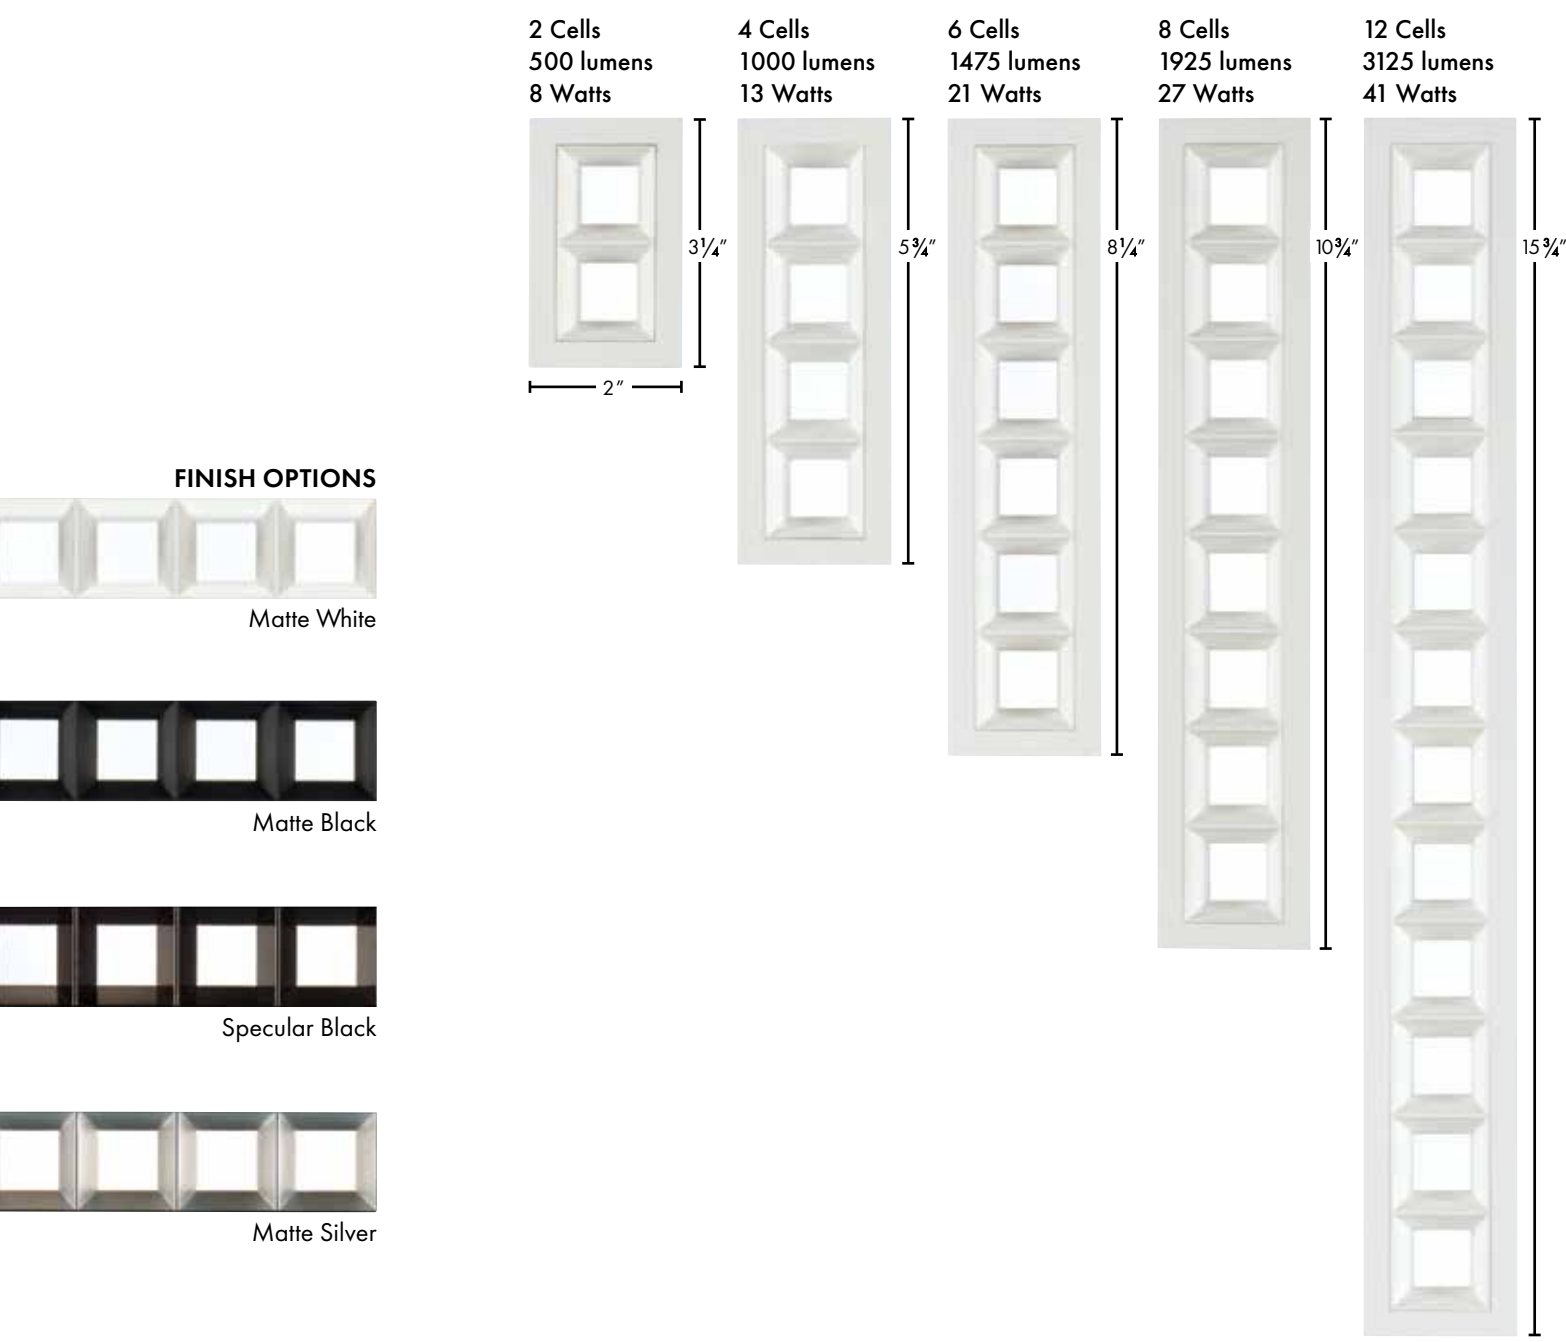 2 Cells
500 lumens
8 Watts
4 Cells
1000 lumens
13 Watts
6 Cells
1475 lumens
21 Watts
8 Cells
1925 lumens
27 Watts
12 Cells
3125 lumens
41 Watts
3¼"
5¾"
8¼"
10¾"
15¾"
2"
FINISH OPTIONS
Matte White
Matte Black
Specular Black
Matte Silver